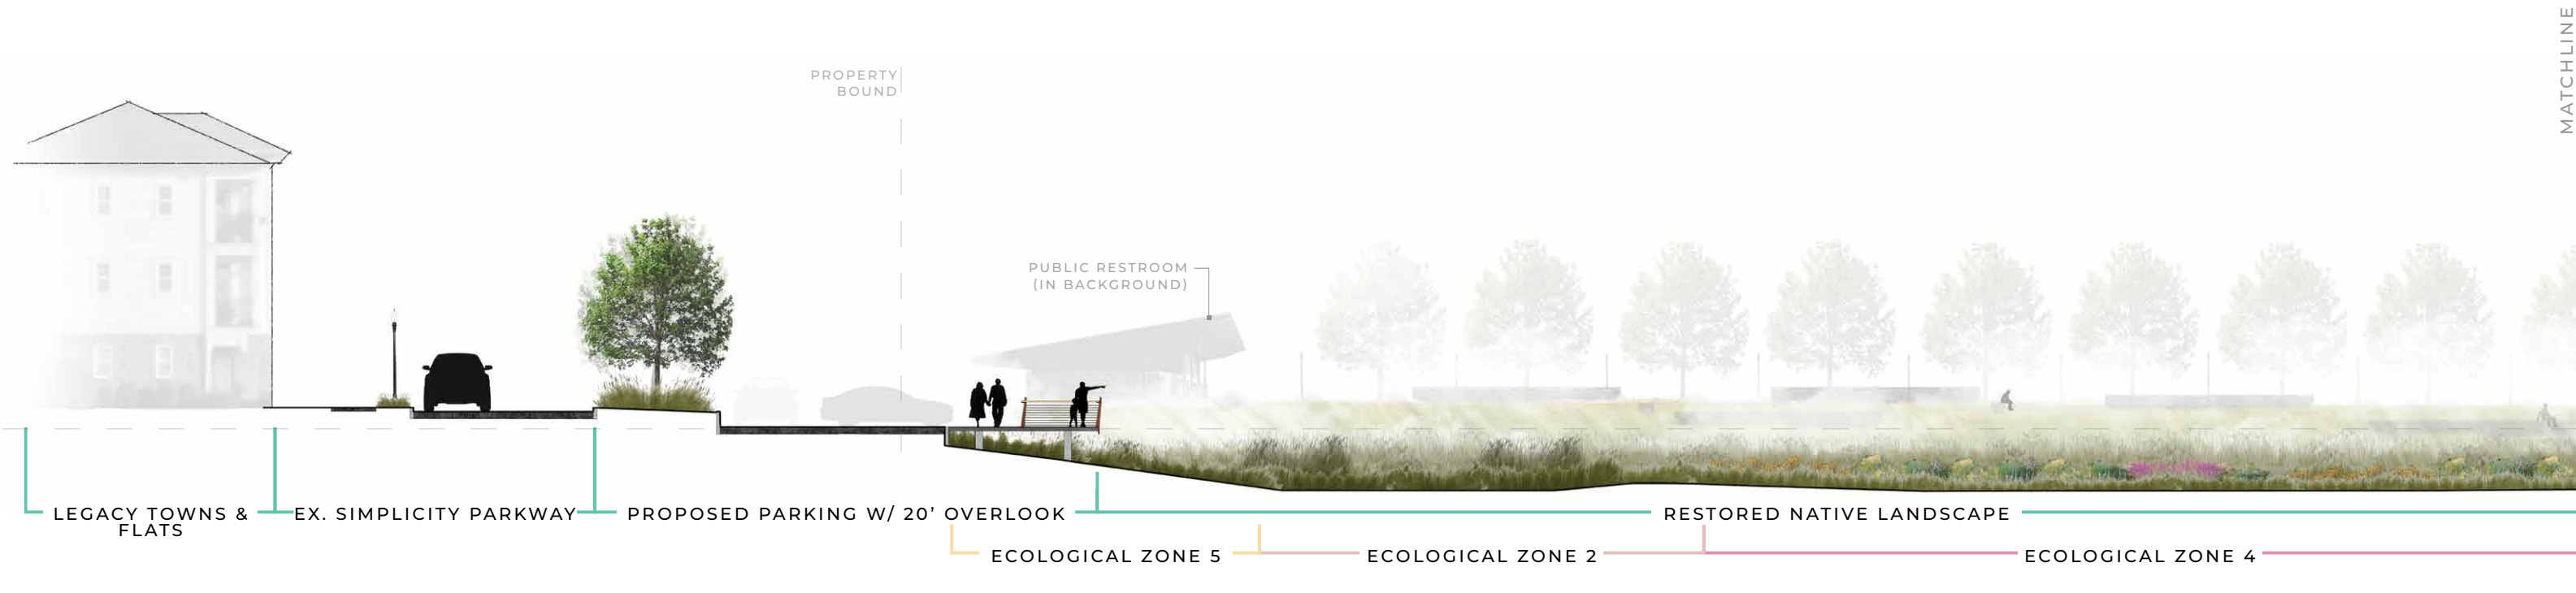 MATCHLINE
PROPERTY
BOUND
PUBLIC RESTROOM
(IN BACKGROUND)
LEGACY TOWNS &
FLATS
EX. SIMPLICITY PARKWAY
PROPOSED PARKING W/ 20’ OVERLOOK
RESTORED NATIVE LANDSCAPE
ECOLOGICAL ZONE 5
ECOLOGICAL ZONE 2
ECOLOGICAL ZONE 4